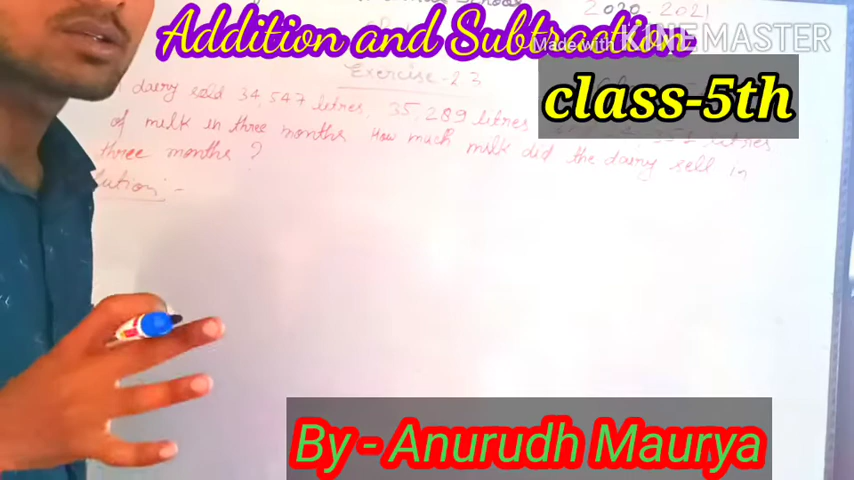 2020-2021
Addition and Subtraction
Made with KINEMASTER
Exercise-2.3
class-5th
dairy sold 34,547 litres, 35,289 litres
351 litres
of milk in three months. How much milk did the dairy sell in
three months ?
lution:-
By - Anurudh Maurya